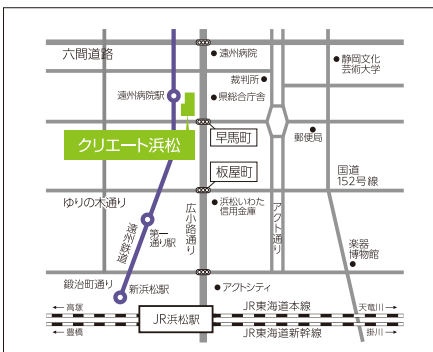 六間道路
遠州病院
静岡文化
芸術大学
裁判所
遠州病院駅
県総合庁舎
クリエート浜松
早馬町
郵便局
板屋町
国道
152号線
ゆりの木通り
浜松いわた
信用金庫
広小路通り
アクト通り
遠州鉄道
第一
通り駅
楽器
博物館
鍛冶町通り
新浜松駅
アクトシティ
← 高塚
JR浜松駅
JR東海道本線
天竜川 →
← 豊橋
JR東海道新幹線
掛川 →